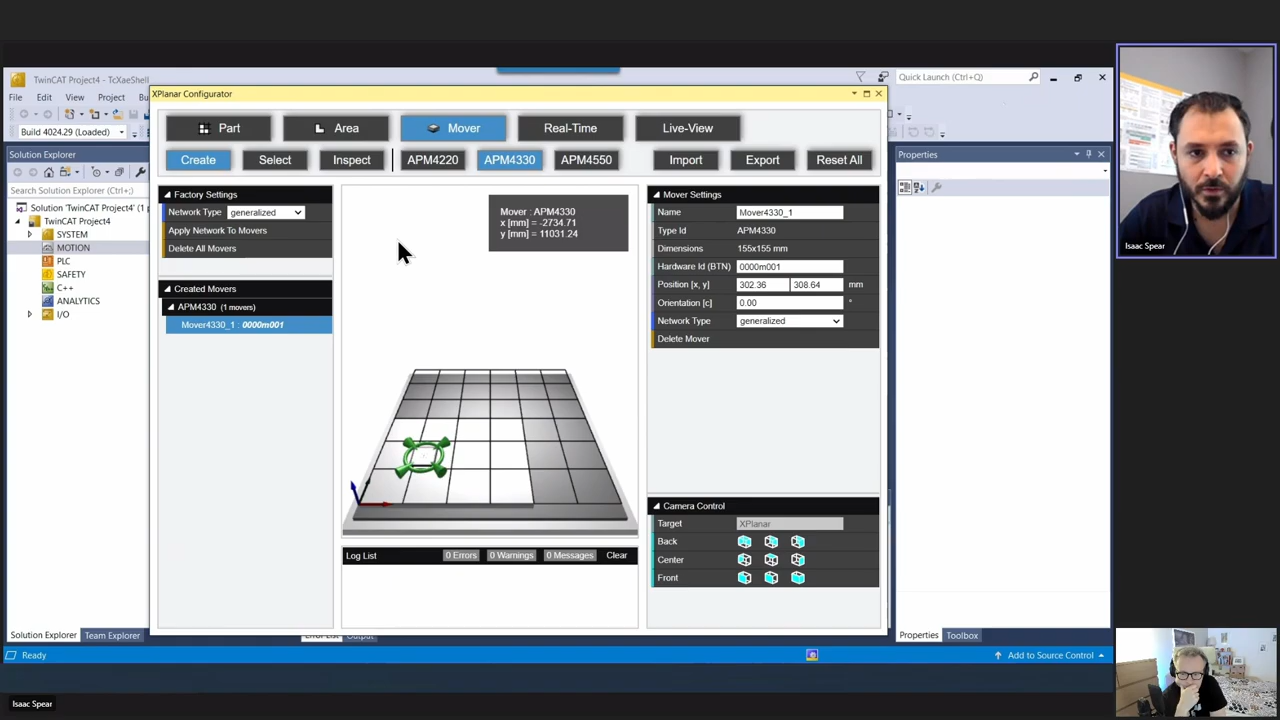 TwinCAT Project4 - TcXaeShell
Quick Launch (Ctrl+Q)
File Edit View Project Bu
Build 4024.29 (Loaded)
Solution Explorer
Search Solution Explorer (Ctrl+;)
Solution 'TwinCAT Project4' (1 p
TwinCAT Project4
SYSTEM
MOTION
PLC
SAFETY
C++
ANALYTICS
I/O
XPlanar Configurator
Part Area Mover Real-Time Live-View
Create Select Inspect APM4220 APM4330 APM4550 Import Export Reset All
Factory Settings
Network Type generalized
Apply Network To Movers
Delete All Movers
Created Movers
APM4330 (1 movers)
Mover4330_1 : 0000m001
Mover : APM4330
x [mm] = -2734.71
y [mm] = 11031.24
Log List 0 Errors 0 Warnings 0 Messages Clear
Mover Settings
Name Mover4330_1
Type Id APM4330
Dimensions 155x155 mm
Hardware Id (BTN) 0000m001
Position [x, y] 302.36 308.64 mm
Orientation [c] 0.00 °
Network Type generalized
Delete Mover
Camera Control
Target XPlanar
Back
Center
Front
Properties
Solution Explorer Team Explorer
Error List Output
Properties Toolbox
Ready
Add to Source Control
Isaac Spear
Isaac Spear